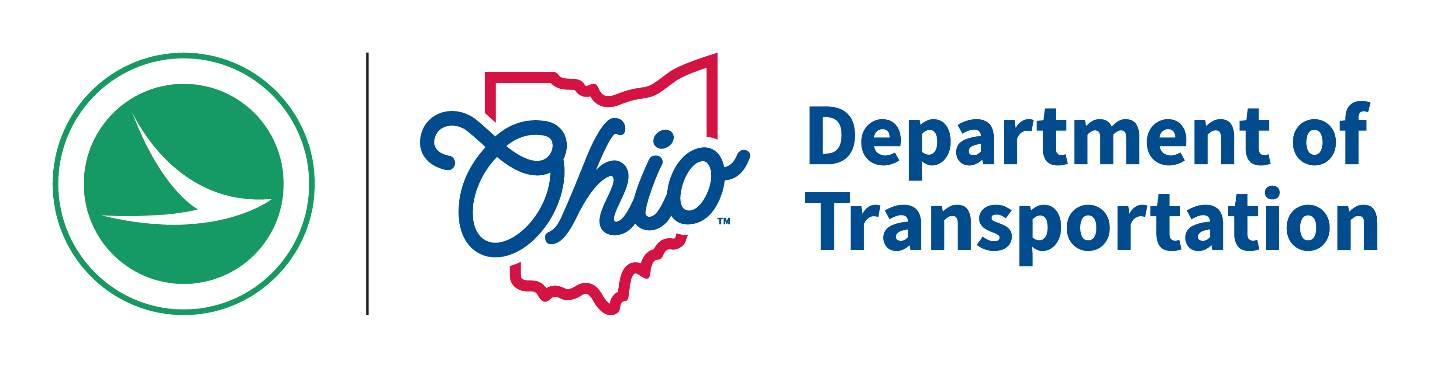 Ohio™
Department of
Transportation